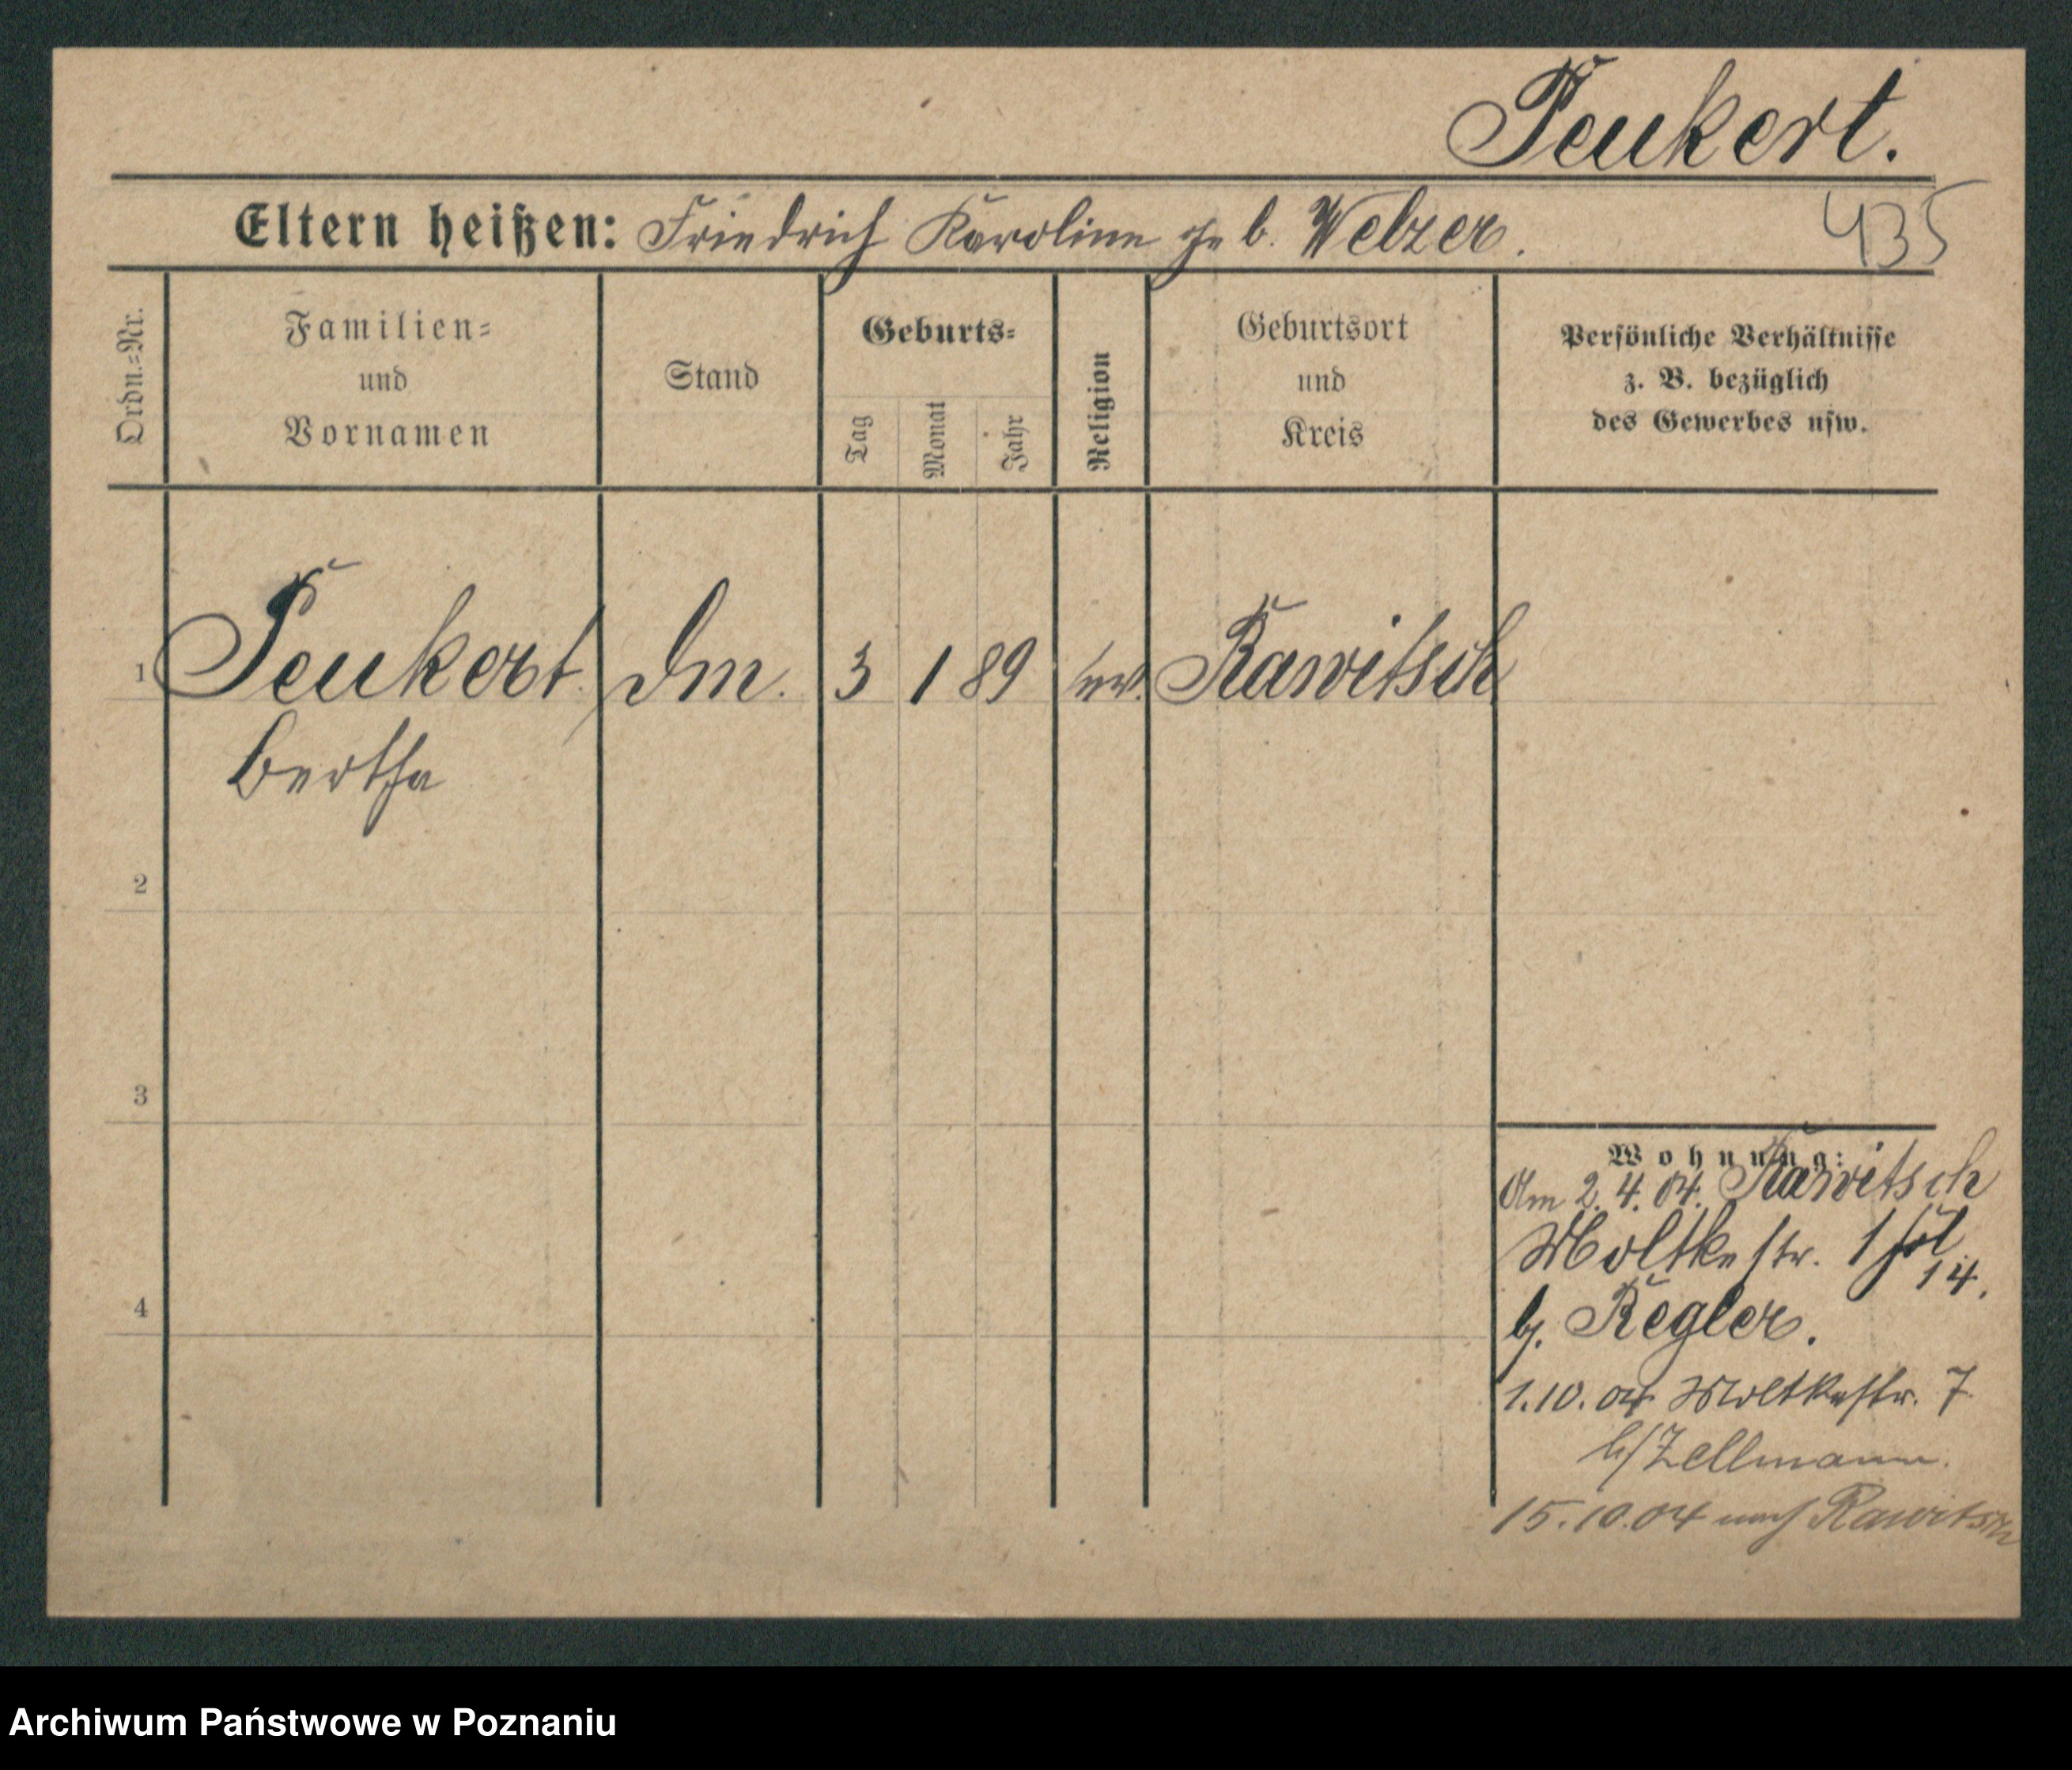 Peukert.
Eltern heißen: Friedrich Karoline geb. Welzer.
435
Ordn.=Nr.
Familien=
und
Vornamen
Stand
Geburts=
Tag
Monat
Jahr
Religion
Geburtsort
und
Kreis
Persönliche Verhältnisse
z. B. bezüglich
des Gewerbes usw.
1 Peukert Dm. 3 1 89 ev. Rawitsch
Bertha
2
3
4
Wohnung:
Am 2.4.04. Rawitsch
Moltkestr. 1
14.
b. Regler.
1.10.04 Moltkestr. 7.
b/Zellmann.
15.10.04 nach Rawitsch
Archiwum Państwowe w Poznaniu